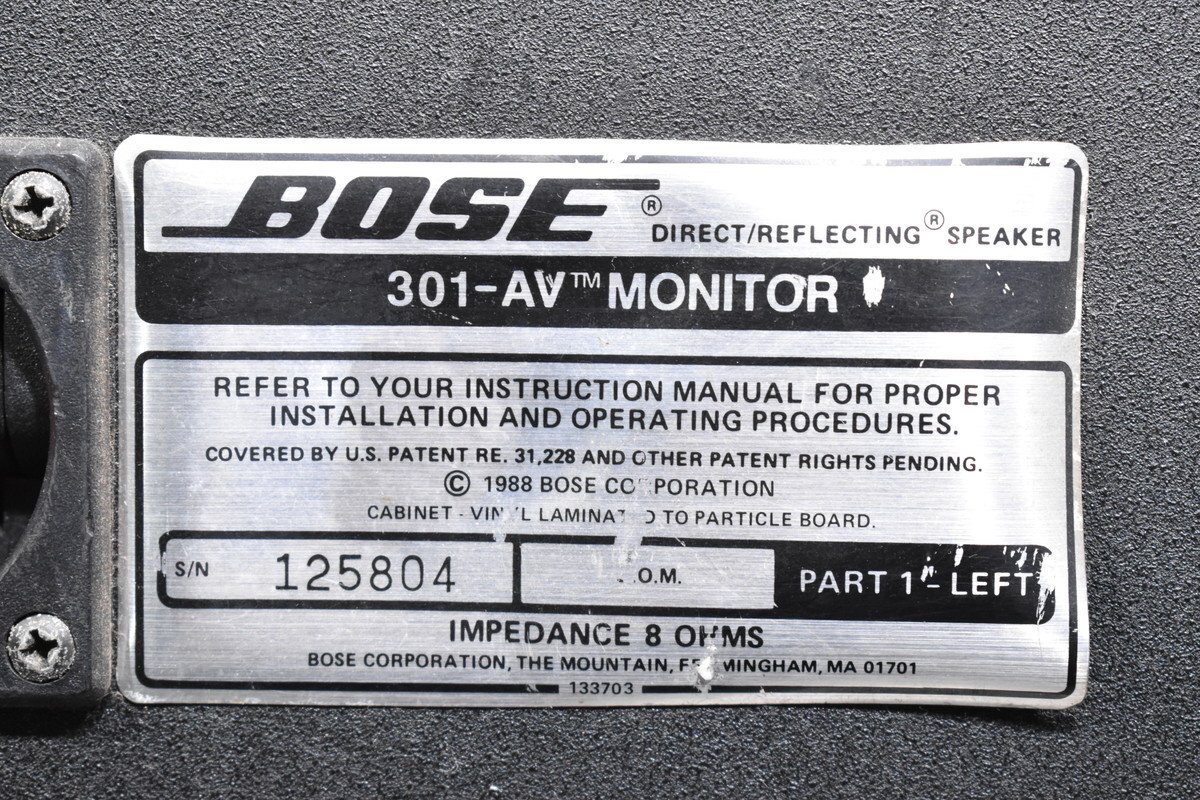 BOSE® DIRECT/REFLECTING® SPEAKER
301-AV™ MONITOR
REFER TO YOUR INSTRUCTION MANUAL FOR PROPER
INSTALLATION AND OPERATING PROCEDURES.
COVERED BY U.S. PATENT RE. 31,228 AND OTHER PATENT RIGHTS PENDING.
© 1988 BOSE CORPORATION
CABINET - VINYL LAMINATED TO PARTICLE BOARD.
S/N 125804 PART 1 - LEFT
IMPEDANCE 8 OHMS
BOSE CORPORATION, THE MOUNTAIN, FRAMINGHAM, MA 01701
133703